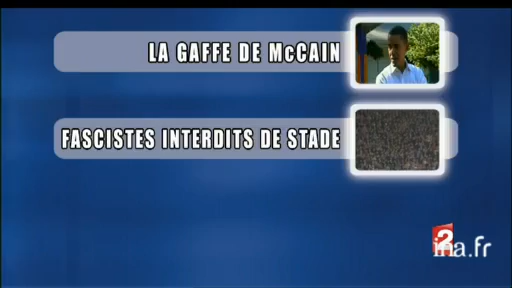 LA GAFFE DE McCAIN
FASCISTES INTERDITS DE STADE
2
ina.fr